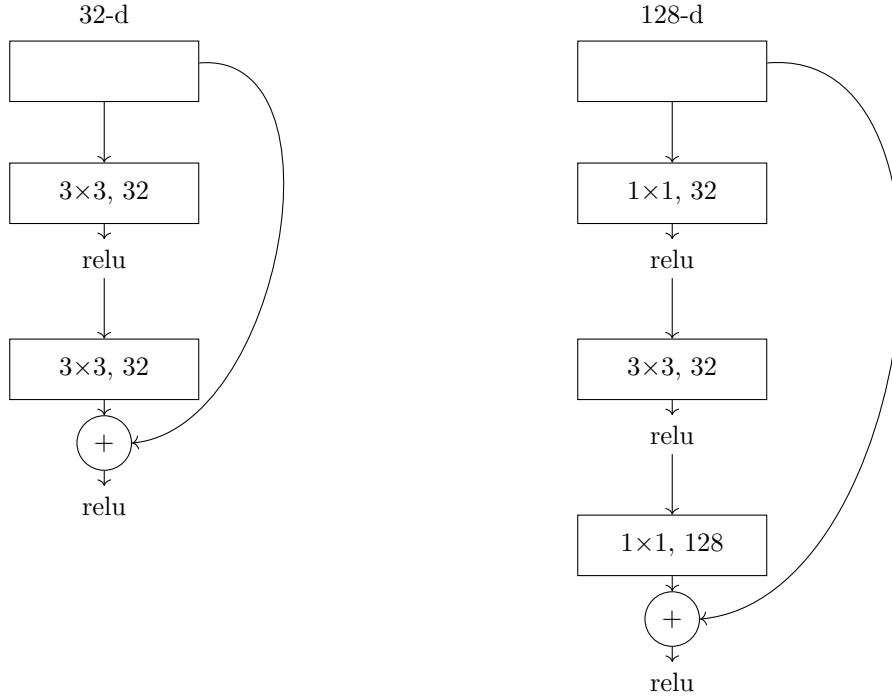 32-d
3×3, 32
relu
3×3, 32
+
relu
128-d
1×1, 32
relu
3×3, 32
relu
1×1, 128
+
relu